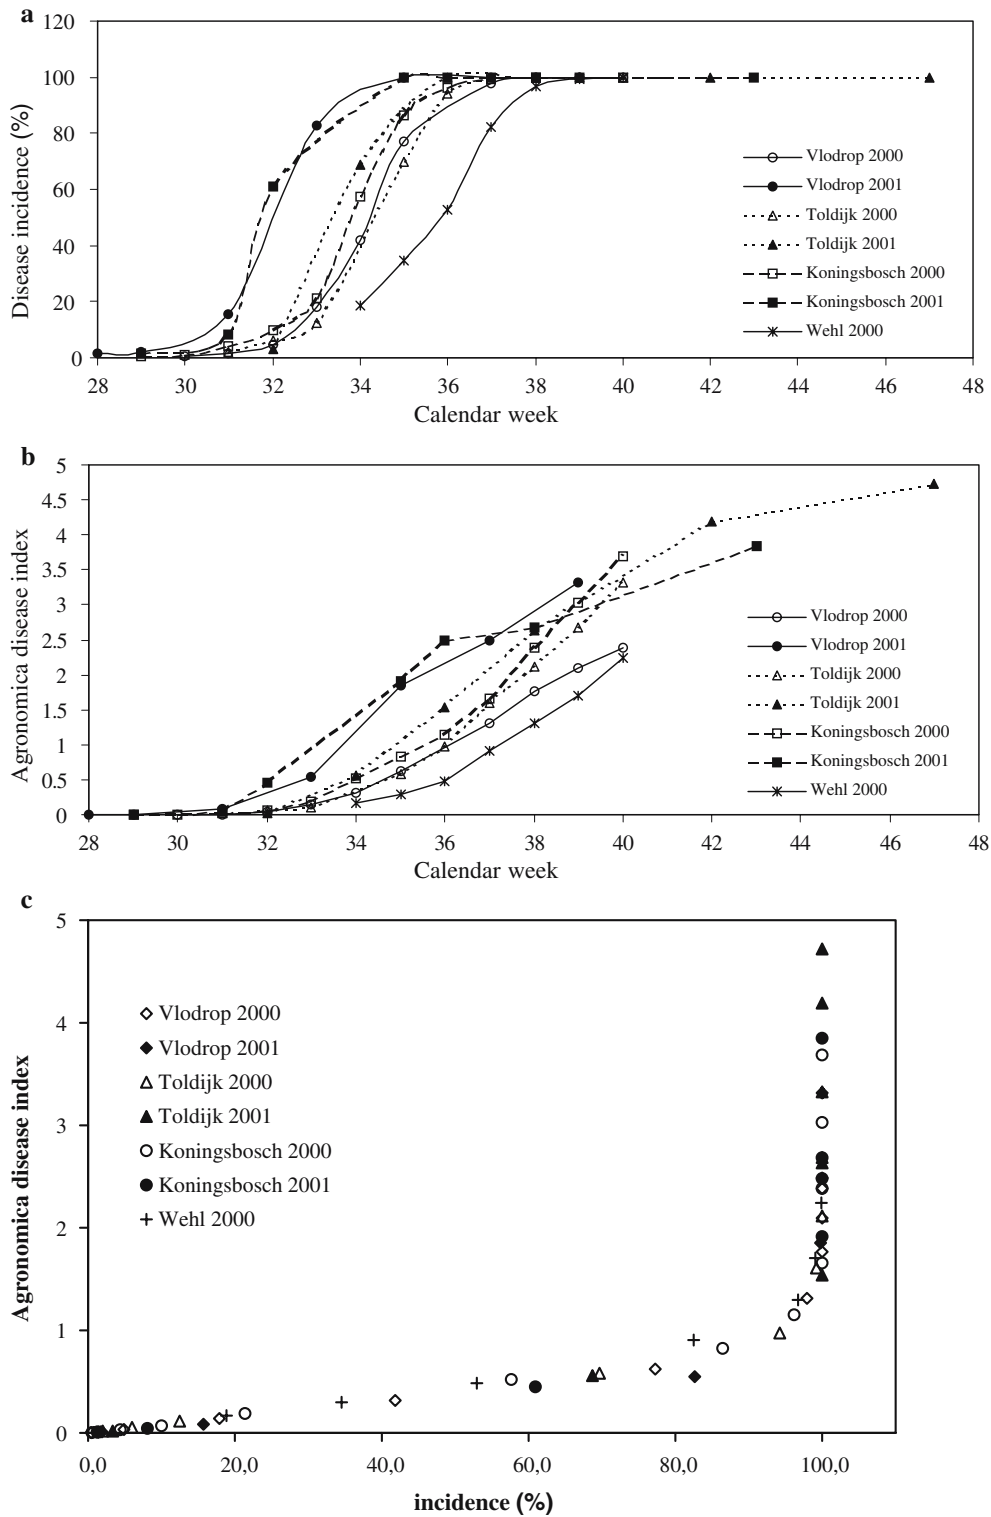 a
120
100
80
60
40
20
0
Disease incidence (%)
28 30 32 34 36 38 40 42 44 46 48
Calendar week
Vlodrop 2000
Vlodrop 2001
Toldijk 2000
Toldijk 2001
Koningsbosch 2000
Koningsbosch 2001
Wehl 2000
b
5
4.5
4
3.5
3
2.5
2
1.5
1
0.5
0
Agronomica disease index
28 30 32 34 36 38 40 42 44 46 48
Calendar week
Vlodrop 2000
Vlodrop 2001
Toldijk 2000
Toldijk 2001
Koningsbosch 2000
Koningsbosch 2001
Wehl 2000
c
5
4
3
2
1
0
Agronomica disease index
0,0 20,0 40,0 60,0 80,0 100,0
incidence (%)
Vlodrop 2000
Vlodrop 2001
Toldijk 2000
Toldijk 2001
Koningsbosch 2000
Koningsbosch 2001
Wehl 2000